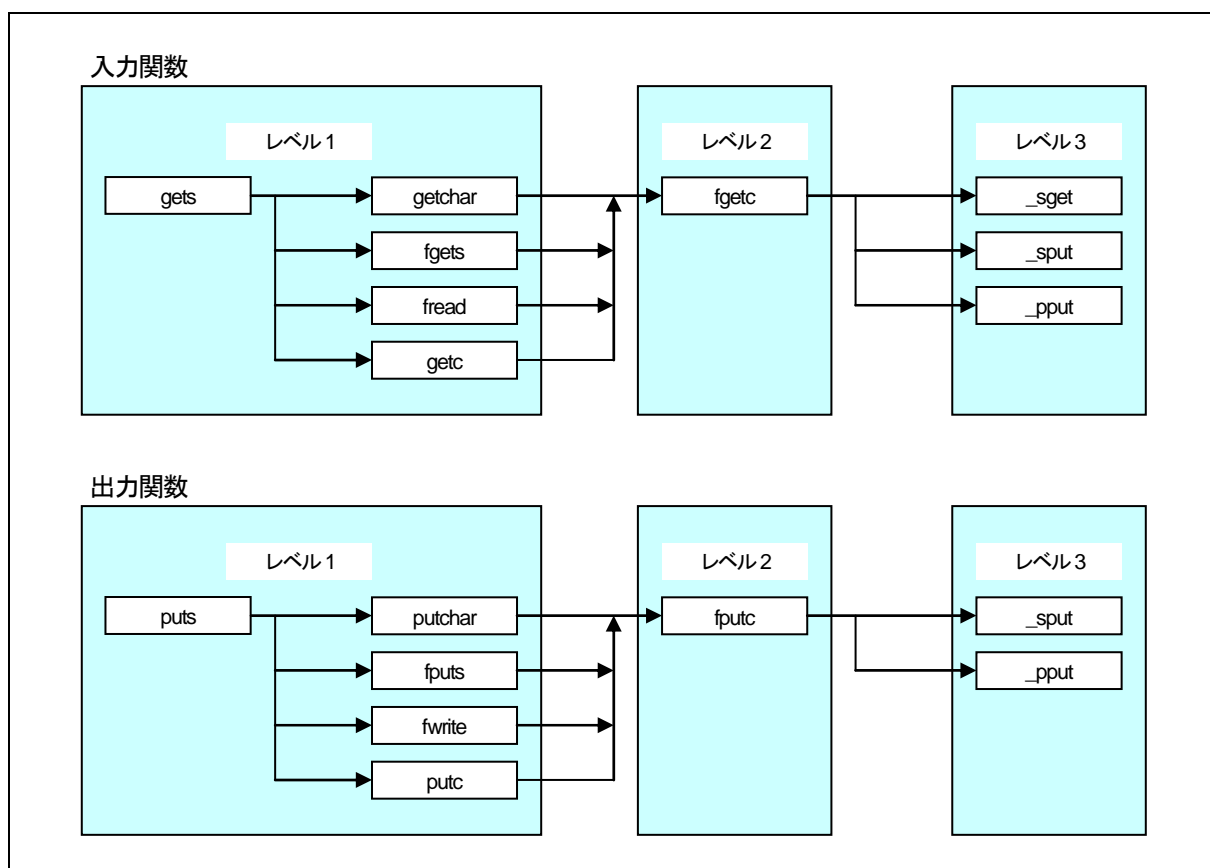 入力関数
レベル1 レベル2 レベル3
gets getchar fgetc _sget
fgets _sput
fread _pput
getc
出力関数
レベル1 レベル2 レベル3
puts putchar fputc _sput
fputs _pput
fwrite
putc